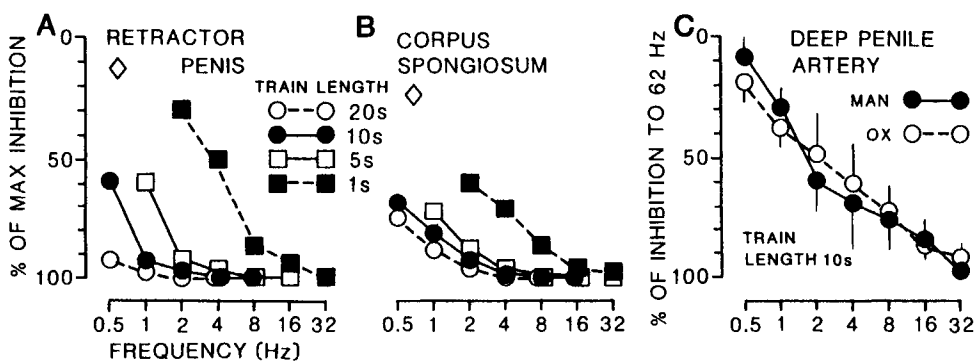 A
RETRACTOR
PENIS
% OF MAX INHIBITION
0
50
100
0.5 1 2 4 8 16 32
FREQUENCY (Hz)
TRAIN LENGTH
20s
10s
5s
1s
B
CORPUS
SPONGIOSUM
0.5 1 2 4 8 16 32
C
DEEP PENILE
ARTERY
% OF INHIBITION TO 62 Hz
0
50
100
MAN
OX
TRAIN
LENGTH 10s
0.5 1 2 4 8 16 32